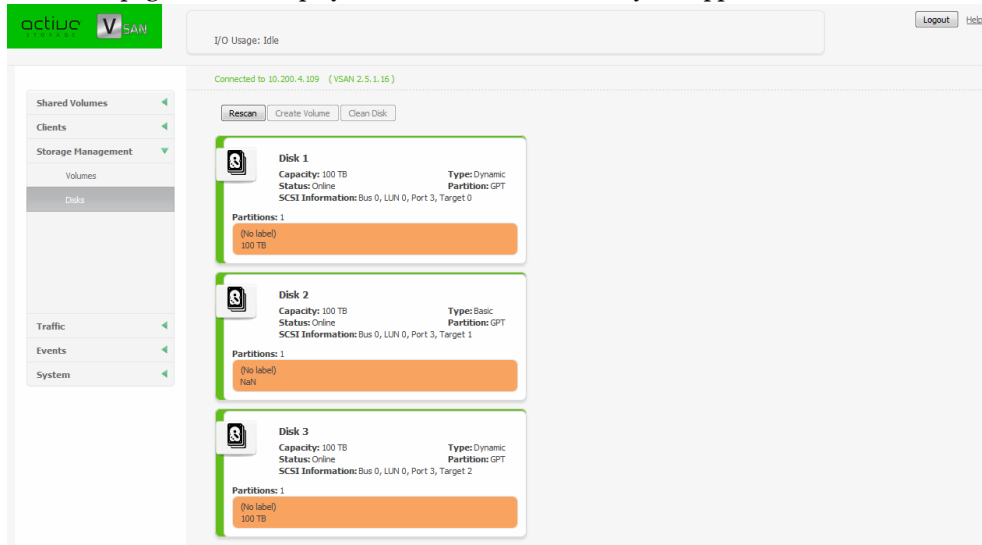 active V SAN
STORAGE
I/O Usage: Idle
Logout Help
Connected to 10.200.4.109 ( VSAN 2.5.1.16 )
Shared Volumes
Clients
Storage Management
Volumes
Disks
Traffic
Events
System
Rescan Create Volume Clean Disk
Disk 1
Capacity: 100 TB Type: Dynamic
Status: Online Partition: GPT
SCSI Information: Bus 0, LUN 0, Port 3, Target 0
Partitions: 1
(No label)
100 TB
Disk 2
Capacity: 100 TB Type: Basic
Status: Online Partition: GPT
SCSI Information: Bus 0, LUN 0, Port 3, Target 1
Partitions: 1
(No label)
NaN
Disk 3
Capacity: 100 TB Type: Dynamic
Status: Online Partition: GPT
SCSI Information: Bus 0, LUN 0, Port 3, Target 2
Partitions: 1
(No label)
100 TB